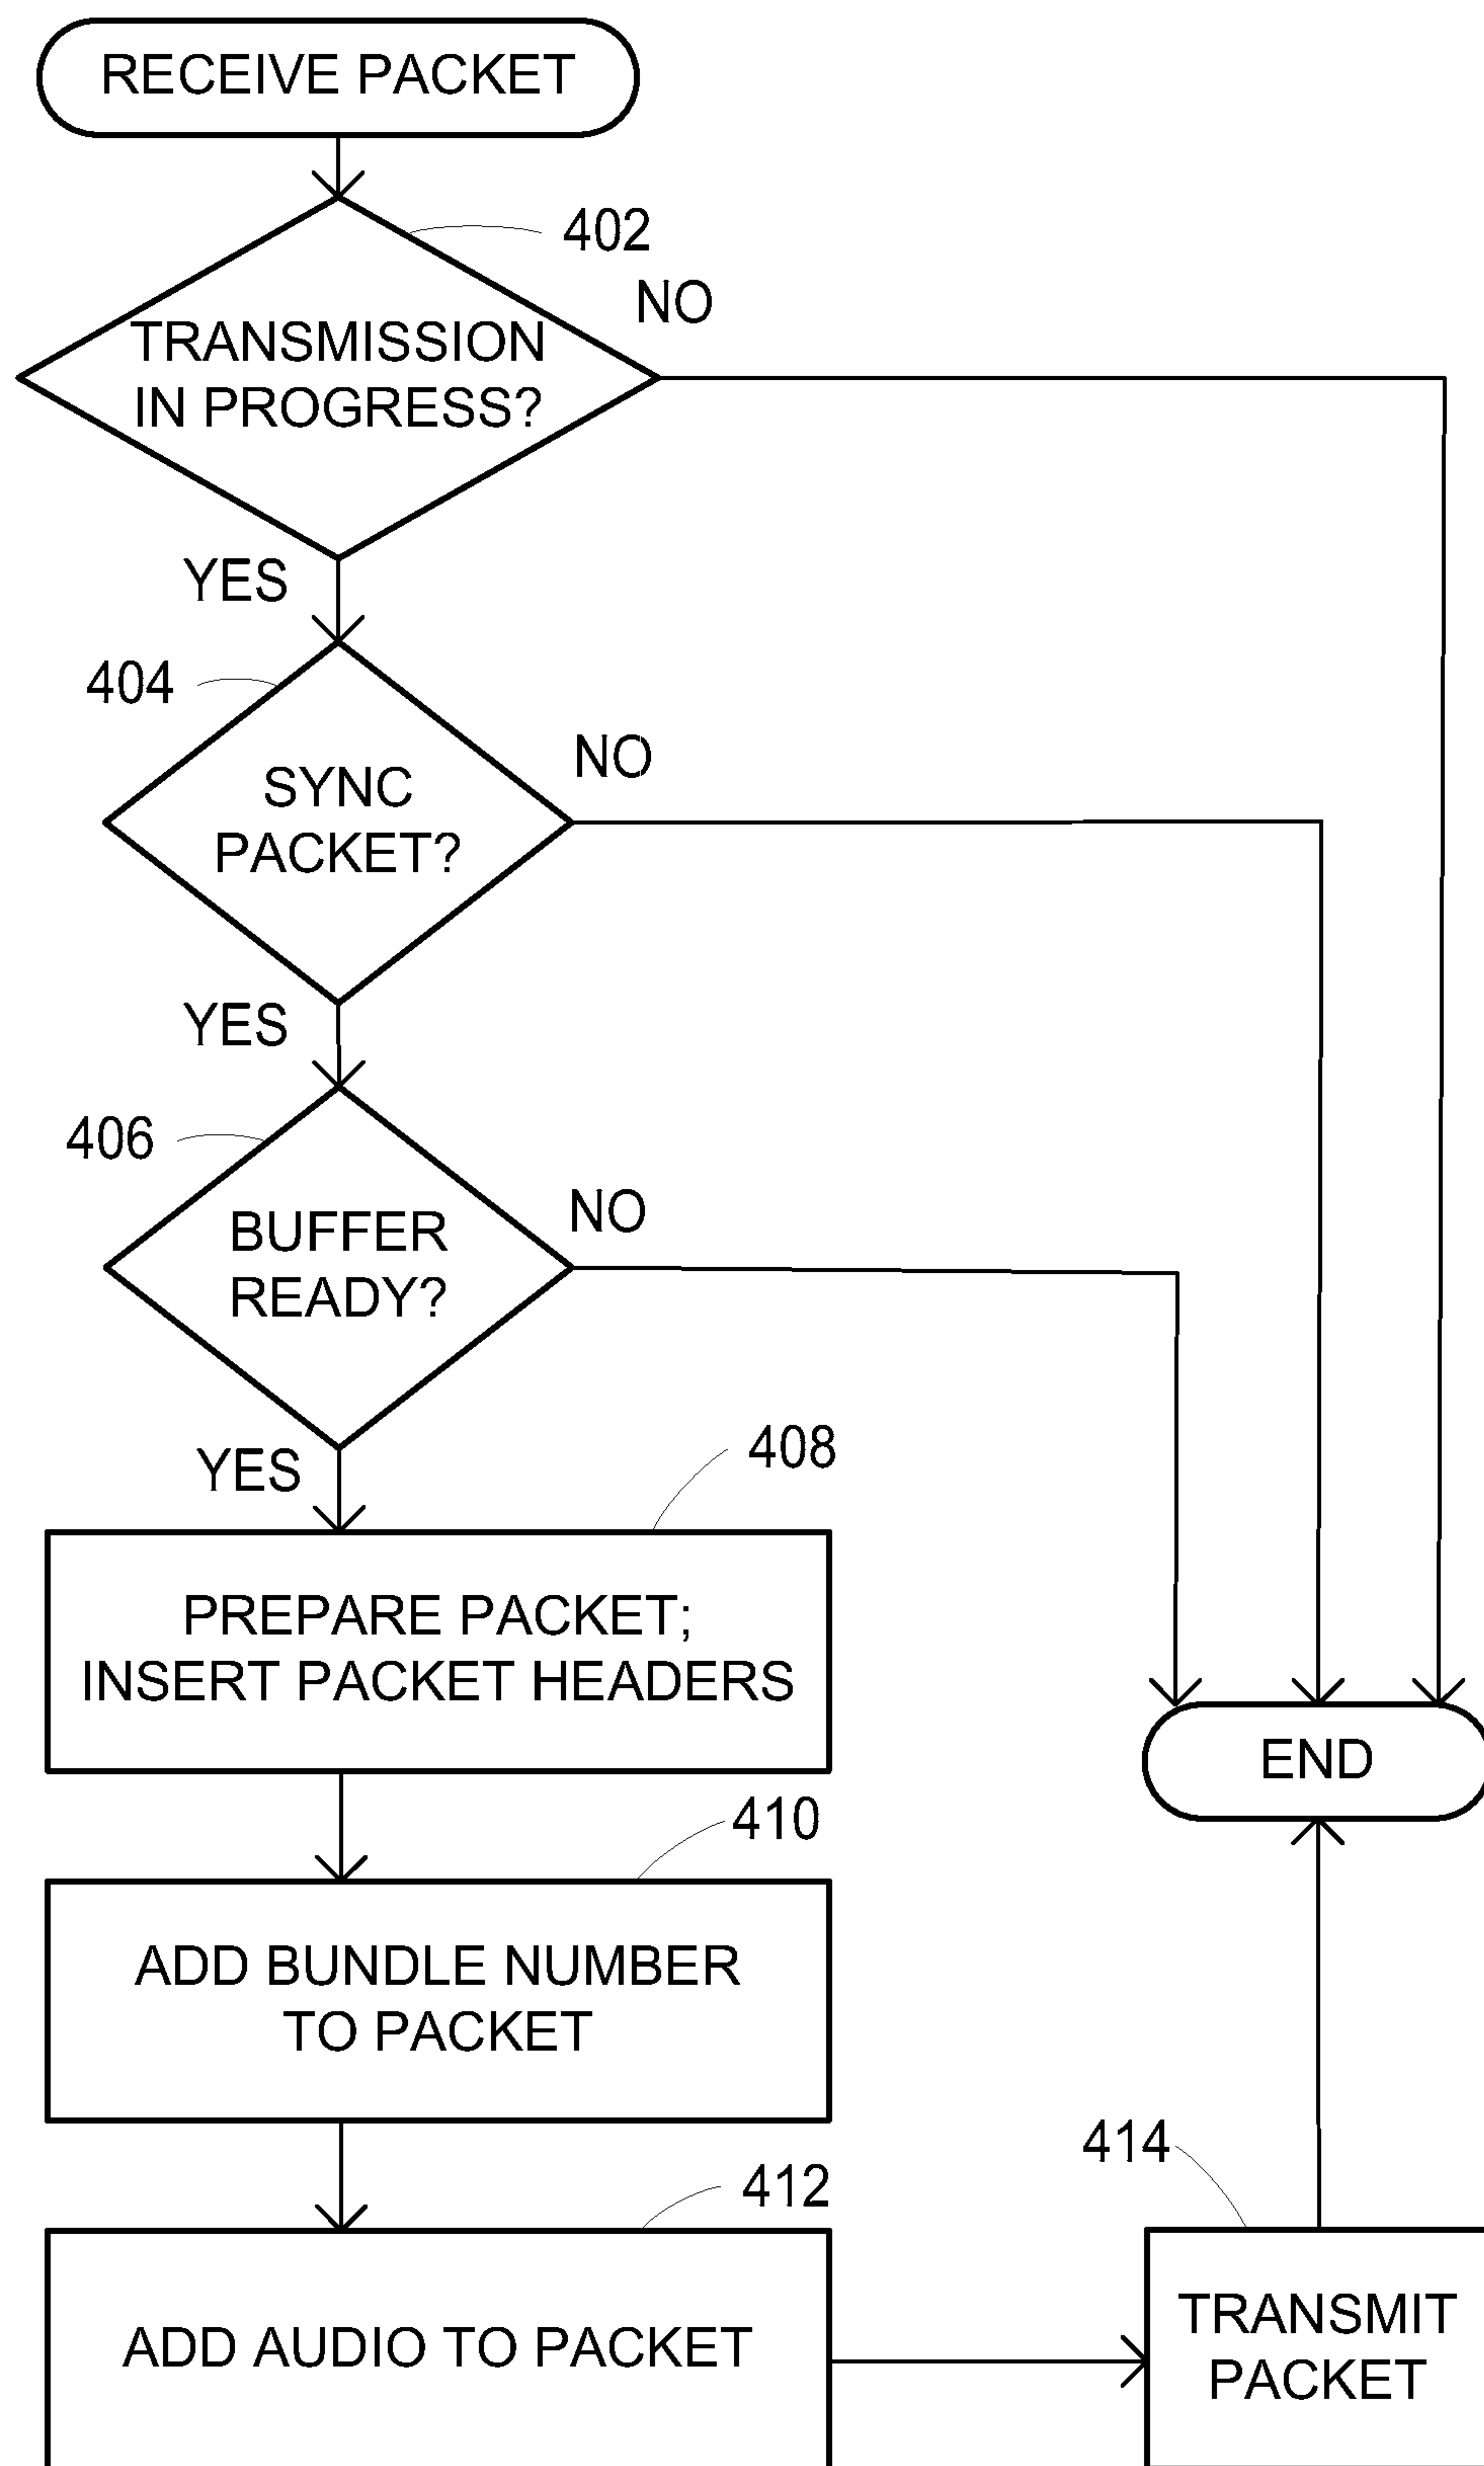 RECEIVE PACKET
402
NO
TRANSMISSION
IN PROGRESS?
YES
404
NO
SYNC
PACKET?
YES
406
NO
BUFFER
READY?
YES
408
PREPARE PACKET;
INSERT PACKET HEADERS
END
410
ADD BUNDLE NUMBER
TO PACKET
412
414
ADD AUDIO TO PACKET
TRANSMIT
PACKET